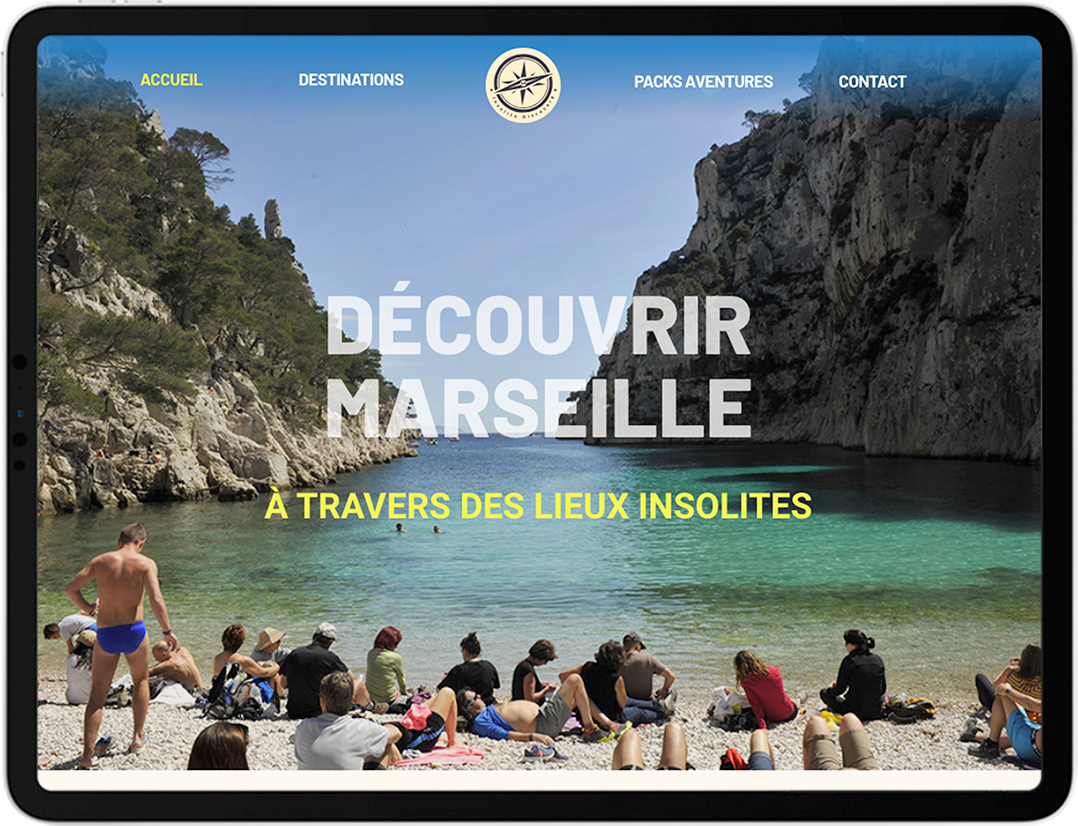 ACCUEIL
DESTINATIONS
PACKS AVENTURES
CONTACT
DÉCOUVRIR
MARSEILLE
À TRAVERS DES LIEUX INSOLITES